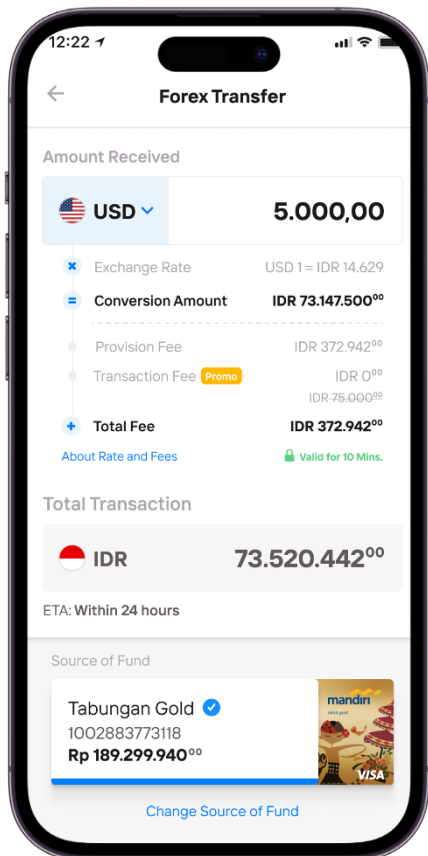 12:22
Forex Transfer
Amount Received
USD 5.000,00
Exchange Rate USD 1 = IDR 14.629
Conversion Amount IDR 73.147.500⁰⁰
Provision Fee IDR 372.942⁰⁰
Transaction Fee Promo IDR 0⁰⁰
IDR 75.000⁰⁰
Total Fee IDR 372.942⁰⁰
About Rate and Fees Valid for 10 Mins.
Total Transaction
IDR 73.520.442⁰⁰
ETA: Within 24 hours
Source of Fund
Tabungan Gold
1002883773118
Rp 189.299.940⁰⁰
mandiri
debit gold
VISA
Change Source of Fund